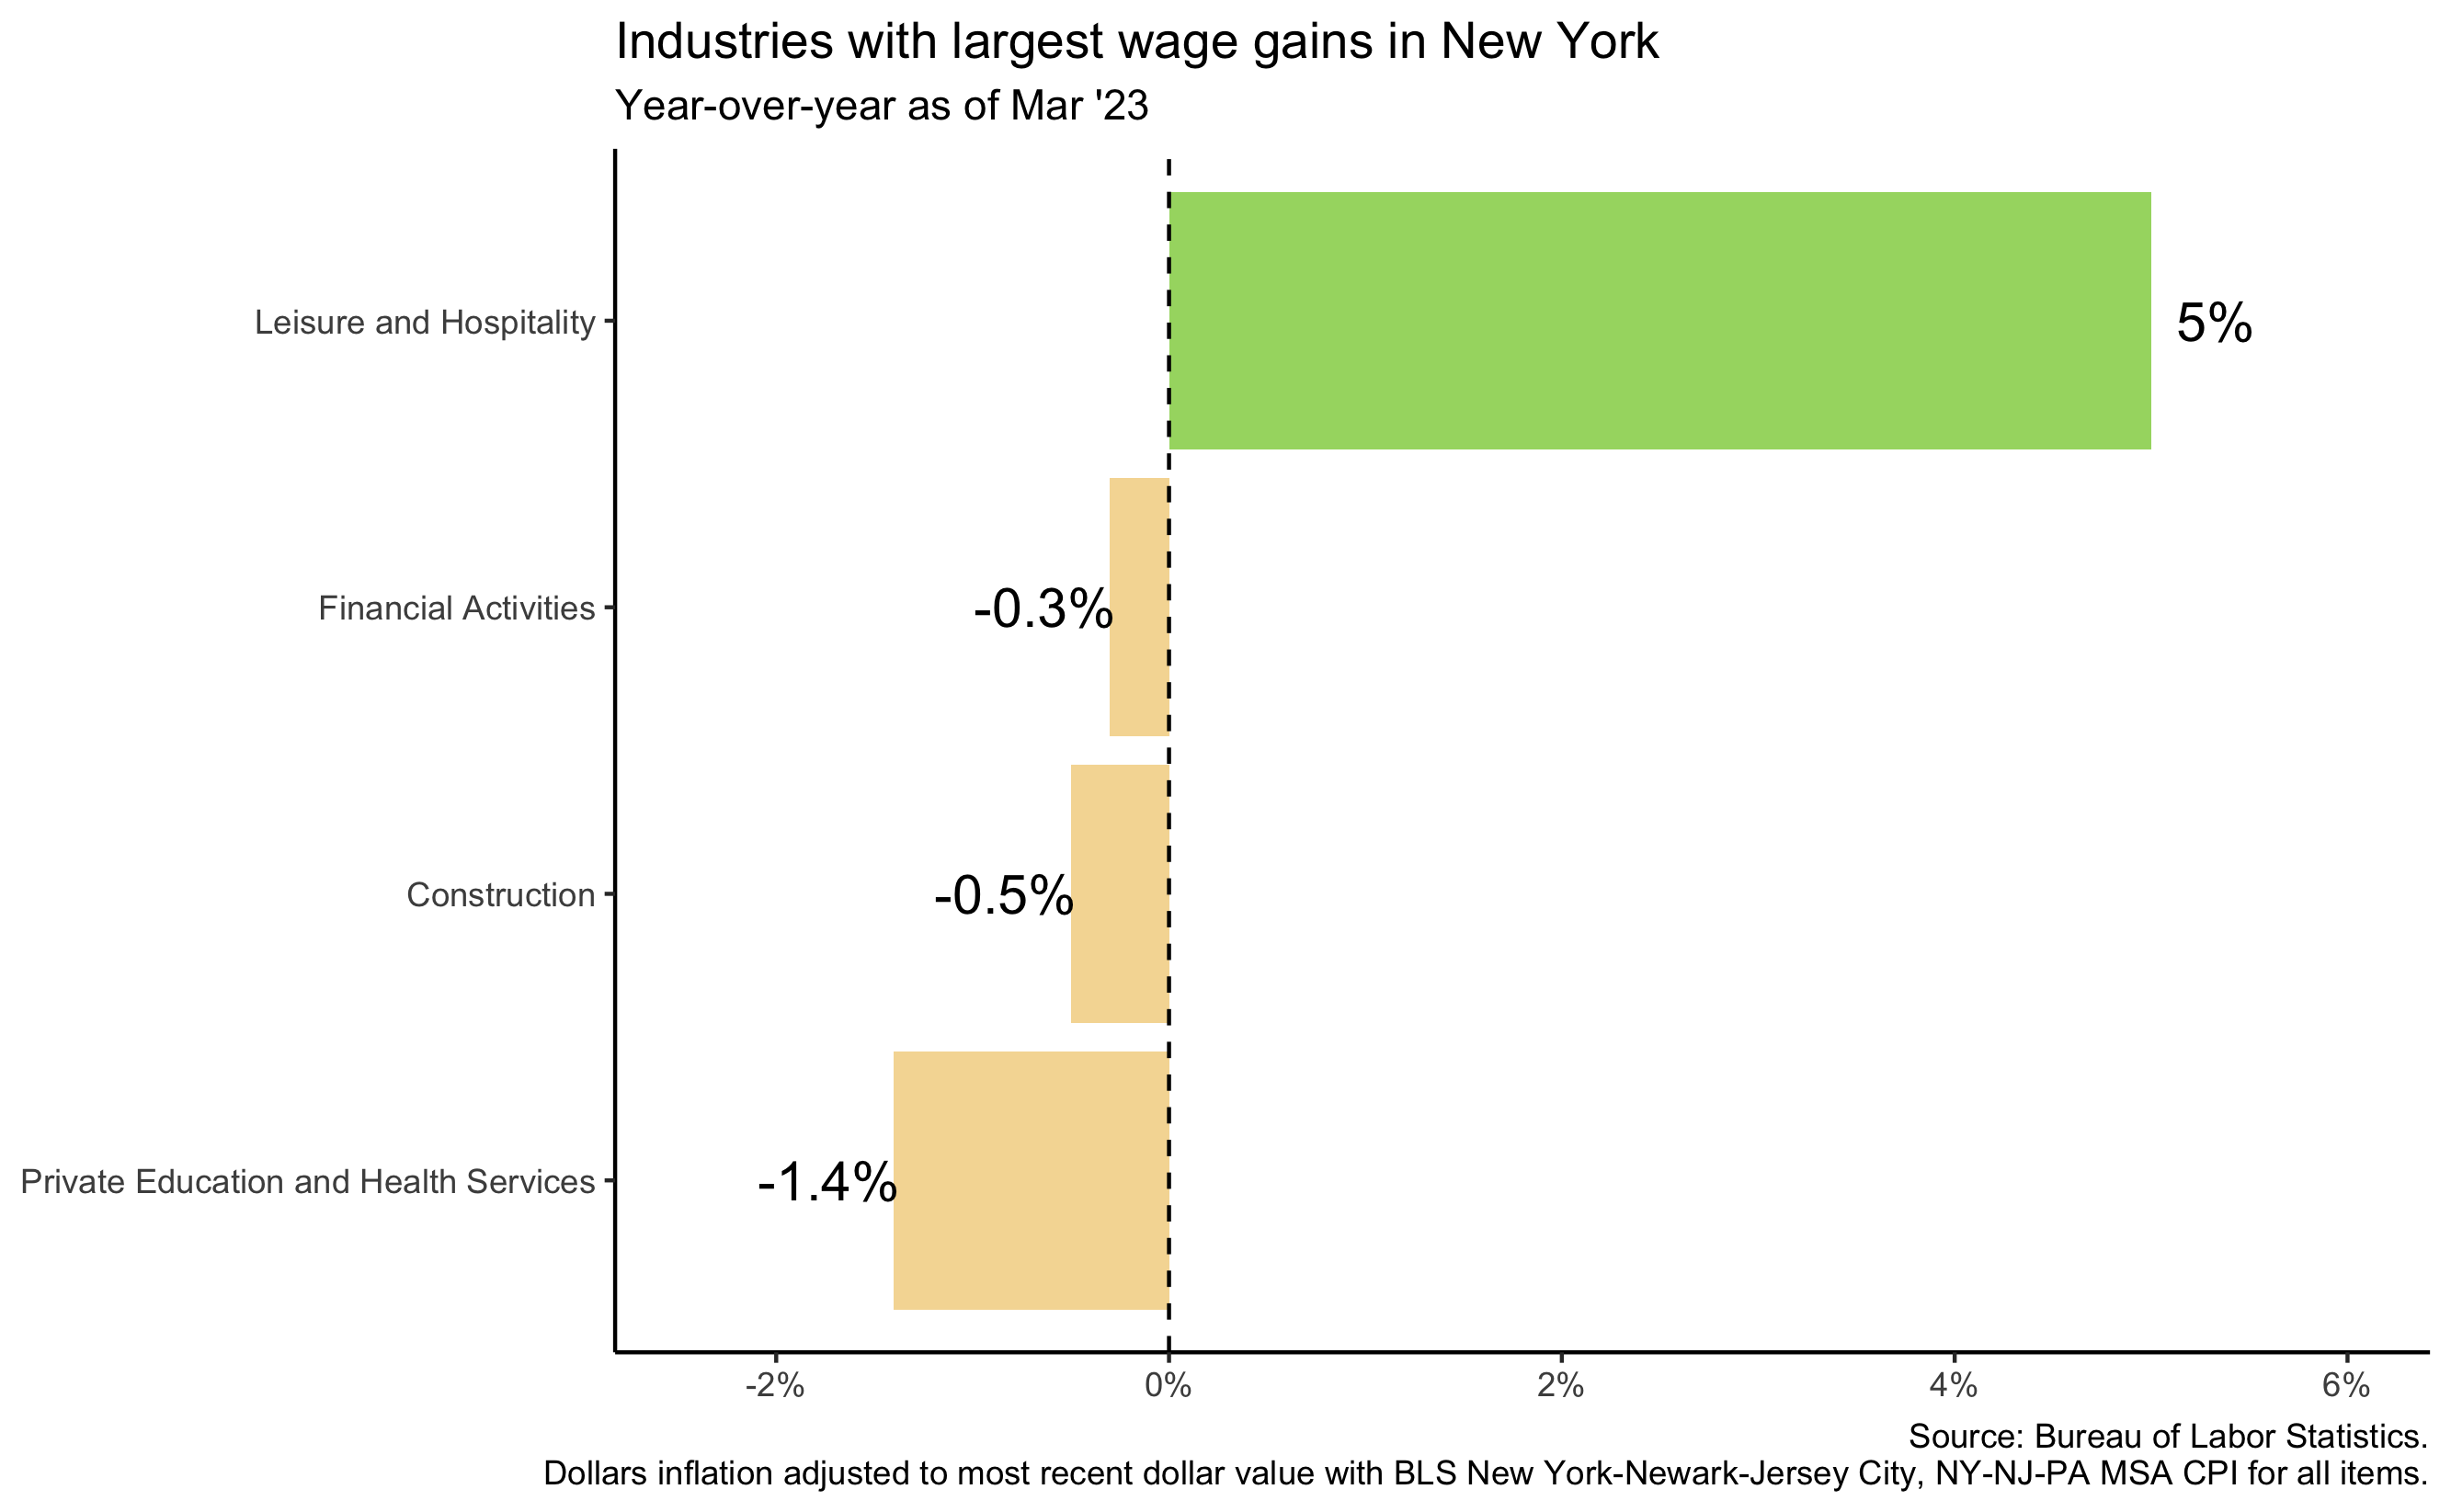 Industries with largest wage gains in New York
Year-over-year as of Mar '23
Leisure and Hospitality
5%
Financial Activities
-0.3%
Construction
-0.5%
Private Education and Health Services
-1.4%
-2%
0%
2%
4%
6%
Source: Bureau of Labor Statistics.
Dollars inflation adjusted to most recent dollar value with BLS New York-Newark-Jersey City, NY-NJ-PA MSA CPI for all items.